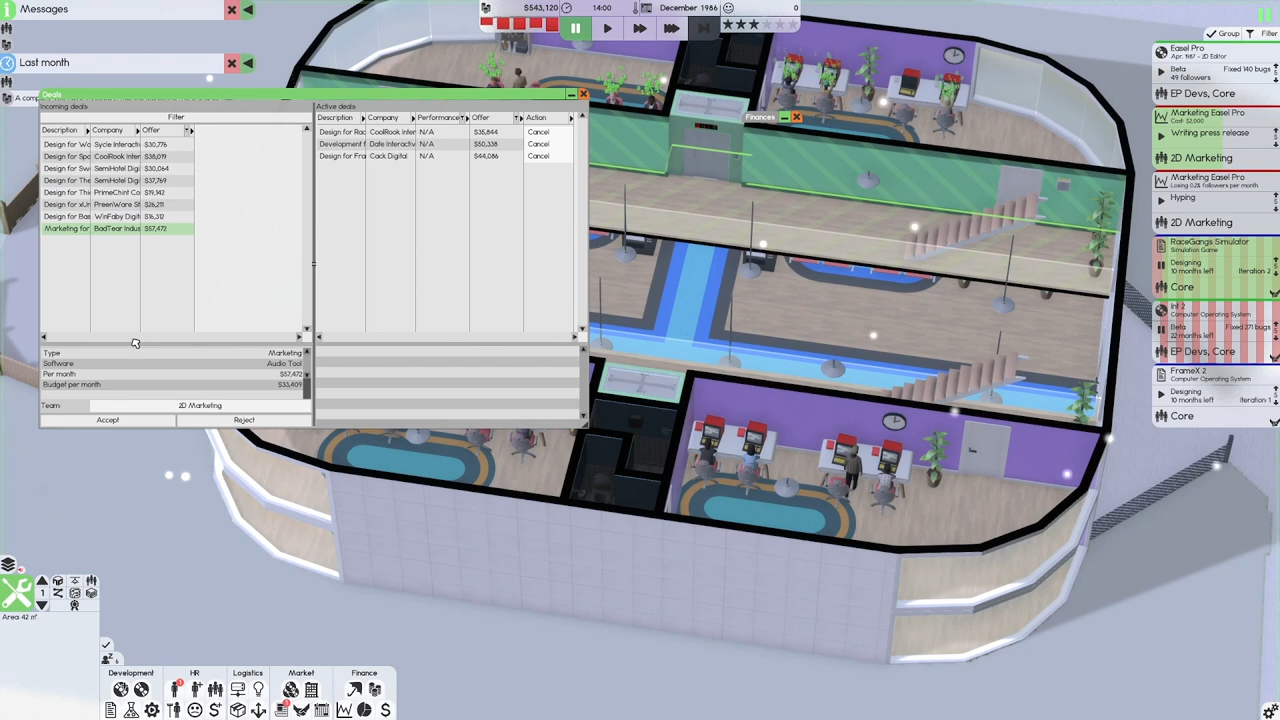 Messages
Last month
$543,120
14:00
December 1986
0
Group
Filter
Deals
Incoming deals
Filter
Description Company Offer
Design for Wo Sycle Interactiv $30,776
Design for Spo CoolRook Inter $38,019
Design for Sw SemiHotel Digi $30,064
Design for The SemiHotel Digi $37,769
Design for Thi PrimeChint Co $19,142
Design for xUn PreenWare St $26,211
Design for Bas WinFaby Digit $16,312
Marketing for BadTear Indus $57,472
Type Marketing
Software Audio Tool
Per month $57,472
Budget per month $33,409
Team 2D Marketing
Accept Reject
Active deals
Description Company Performance Offer Action
Design for Rac CoolRook Inter N/A $35,844 Cancel
Development f Date Interactiv N/A $50,338 Cancel
Design for Fra Cack Digital N/A $44,086 Cancel
Finances
Easel Pro
Apr. 1987 - 2D Editor
Beta Fixed 140 bugs
49 followers
EP Devs, Core
Marketing Easel Pro
Cost: $2,000
Writing press release
2D Marketing
Marketing Easel Pro
Losing 0.2% followers per month
Hyping
2D Marketing
RaceGangs Simulator
Simulation Game
Designing
10 months left Iteration 2
Core
Int 2
Computer Operating System
Beta Fixed 271 bugs
22 months left
EP Devs, Core
FrameX 2
Computer Operating System
Designing
10 months left Iteration 1
Core
1
Area 42 m²
6
Development HR Logistics Market Finance